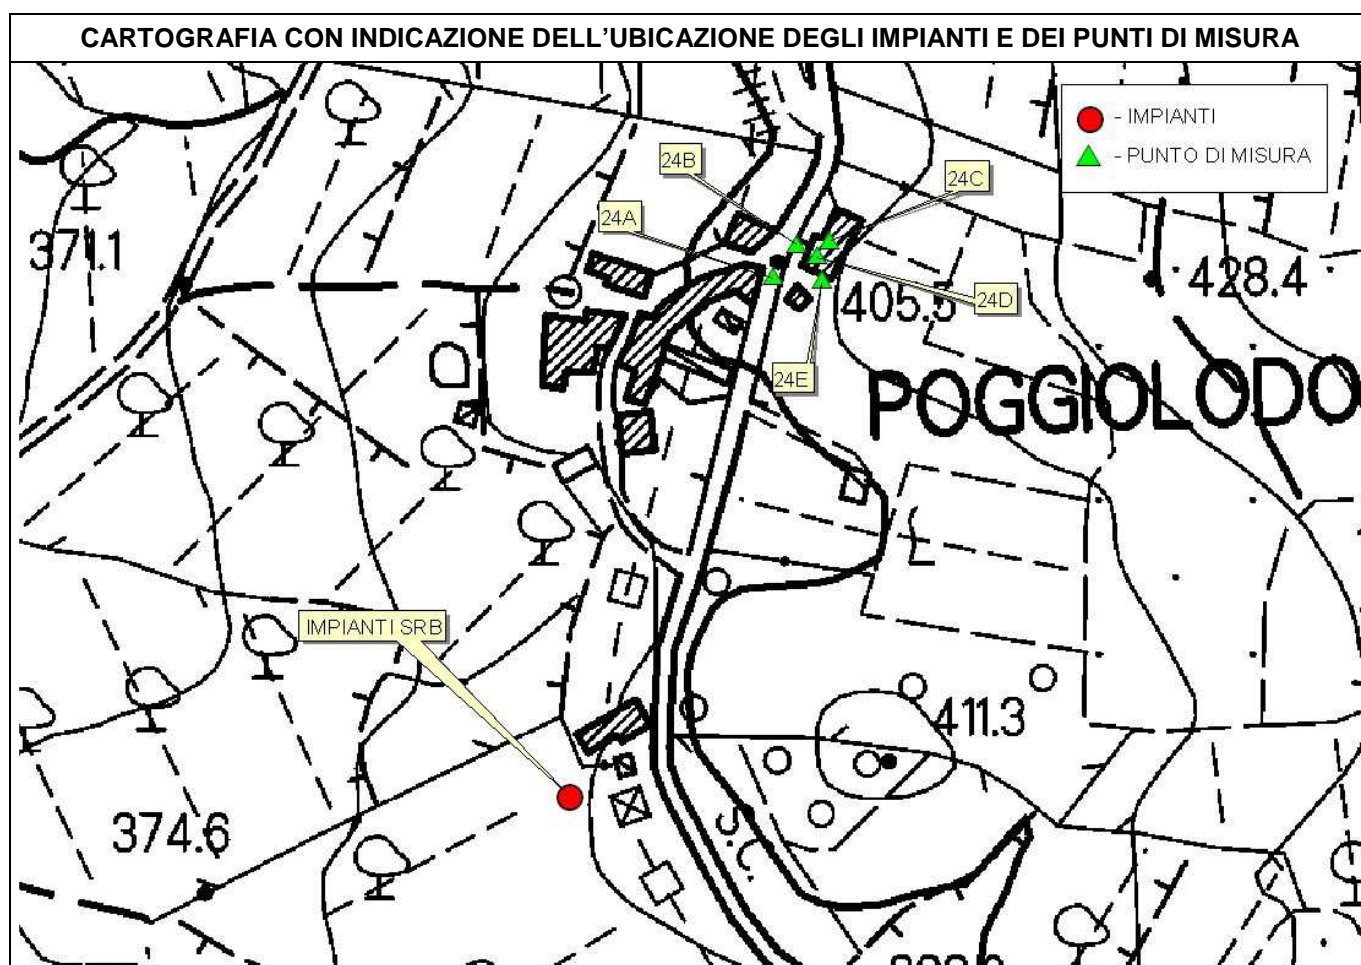 CARTOGRAFIA CON INDICAZIONE DELL'UBICAZIONE DEGLI IMPIANTI E DEI PUNTI DI MISURA
- IMPIANTI
- PUNTO DI MISURA
24B
24C
24A
371.1
428.4
405.5
24D
24E
POGGIOLODO
IMPIANTI SRB
411.3
374.6
S.C.